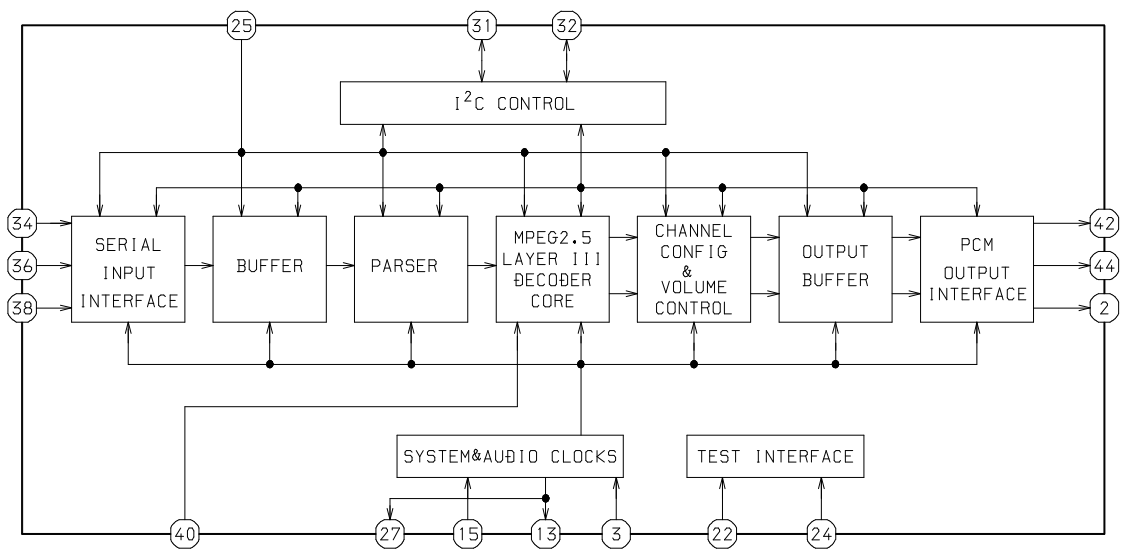 25
31
32
I²C CONTROL
34
36
38
SERIAL
INPUT
INTERFACE
BUFFER
PARSER
MPEG2.5
LAYER III
DECODER
CORE
CHANNEL
CONFIG
&
VOLUME
CONTROL
OUTPUT
BUFFER
PCM
OUTPUT
INTERFACE
42
44
2
SYSTEM&AUDIO CLOCKS
TEST INTERFACE
40
27
15
13
3
22
24